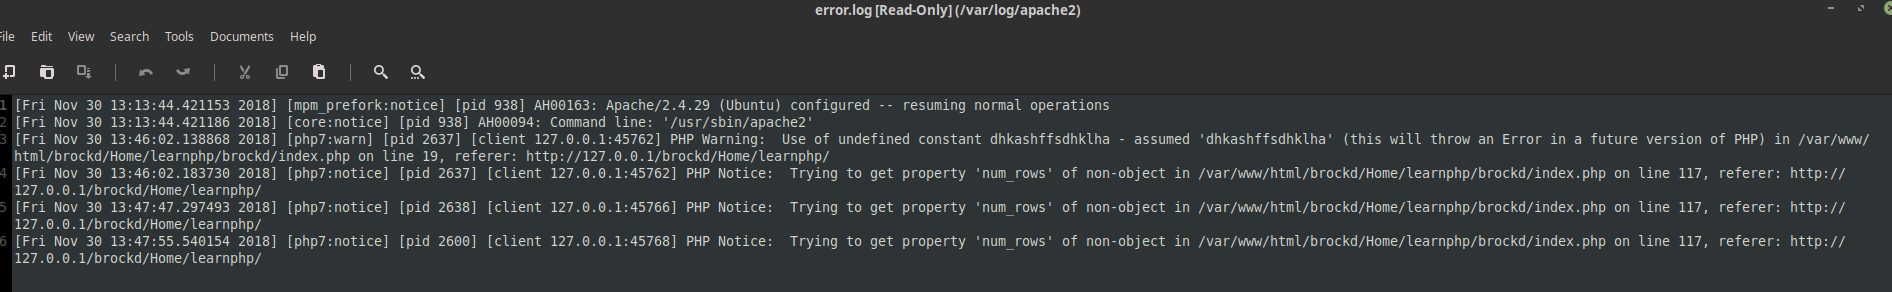 error.log [Read-Only] (/var/log/apache2)
File Edit View Search Tools Documents Help
1 [Fri Nov 30 13:13:44.421153 2018] [mpm_prefork:notice] [pid 938] AH00163: Apache/2.4.29 (Ubuntu) configured -- resuming normal operations
2 [Fri Nov 30 13:13:44.421186 2018] [core:notice] [pid 938] AH00094: Command line: '/usr/sbin/apache2'
3 [Fri Nov 30 13:46:02.138868 2018] [php7:warn] [pid 2637] [client 127.0.0.1:45762] PHP Warning:  Use of undefined constant dhkashffsdhklha - assumed 'dhkashffsdhklha' (this will throw an Error in a future version of PHP) in /var/www/
html/brockd/Home/learnphp/brockd/index.php on line 19, referer: http://127.0.0.1/brockd/Home/learnphp/
4 [Fri Nov 30 13:46:02.183730 2018] [php7:notice] [pid 2637] [client 127.0.0.1:45762] PHP Notice:  Trying to get property 'num_rows' of non-object in /var/www/html/brockd/Home/learnphp/brockd/index.php on line 117, referer: http://
127.0.0.1/brockd/Home/learnphp/
5 [Fri Nov 30 13:47:47.297493 2018] [php7:notice] [pid 2638] [client 127.0.0.1:45766] PHP Notice:  Trying to get property 'num_rows' of non-object in /var/www/html/brockd/Home/learnphp/brockd/index.php on line 117, referer: http://
127.0.0.1/brockd/Home/learnphp/
6 [Fri Nov 30 13:47:55.540154 2018] [php7:notice] [pid 2600] [client 127.0.0.1:45768] PHP Notice:  Trying to get property 'num_rows' of non-object in /var/www/html/brockd/Home/learnphp/brockd/index.php on line 117, referer: http://
127.0.0.1/brockd/Home/learnphp/